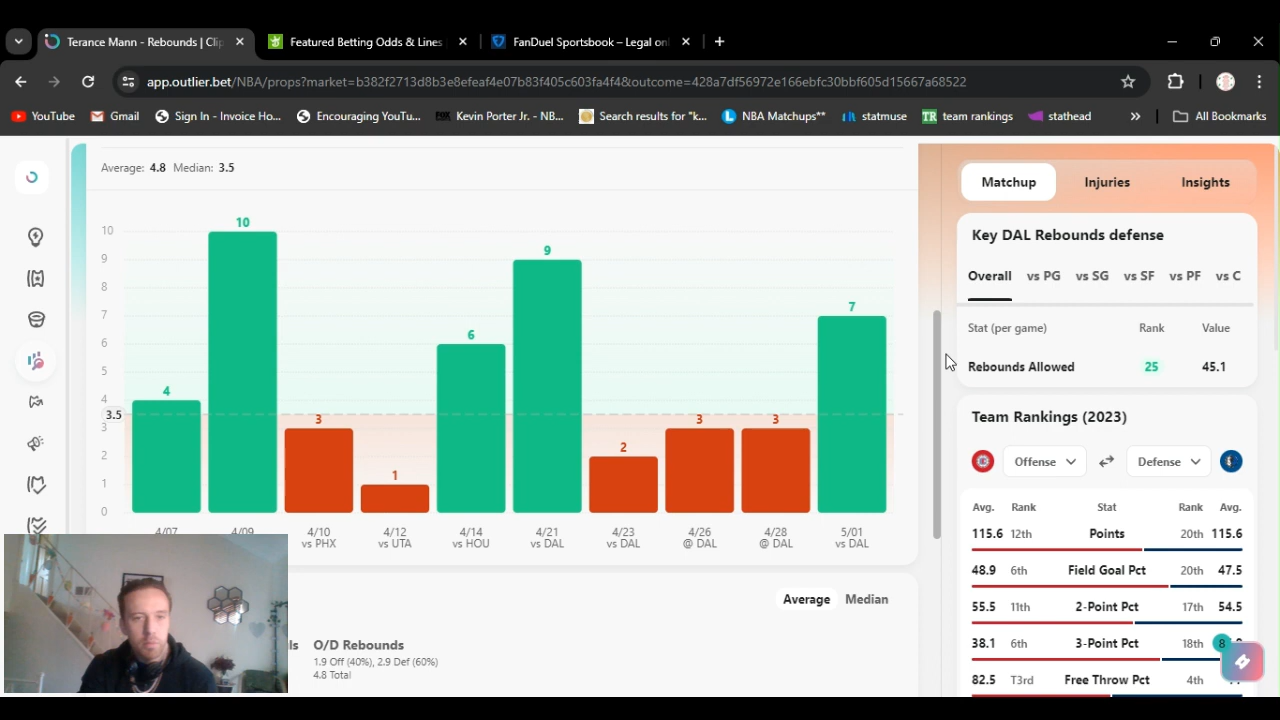 Terance Mann - Rebounds | Clip
Featured Betting Odds & Lines
FanDuel Sportsbook – Legal onl
app.outlier.bet/NBA/props?market=b382f2713d8b3e8efeaf4e07b83f405c603fa4f4&outcome=428a7df56972e166ebfc30bbf605d15667a68522
YouTube
Gmail
Sign In - Invoice Ho...
Encouraging YouTu...
FOX
Kevin Porter Jr. - NB...
Search results for "k...
NBA Matchups**
statmuse
TR
team rankings
stathead
All Bookmarks
Average: 4.8 Median: 3.5
10
9
8
7
6
5
4
3.5
3
2
1
0
4
10
3
1
6
9
2
3
3
7
4/07
4/09
4/10
vs PHX
4/12
vs UTA
4/14
vs HOU
4/21
vs DAL
4/23
vs DAL
4/26
@ DAL
4/28
@ DAL
5/01
vs DAL
Average Median
O/D Rebounds
1.9 Off (40%), 2.9 Def (60%)
4.8 Total
Matchup Injuries Insights
Key DAL Rebounds defense
Overall vs PG vs SG vs SF vs PF vs C
Stat (per game) Rank Value
Rebounds Allowed 25 45.1
Team Rankings (2023)
Offense Defense
Avg. Rank Stat Rank Avg.
115.6 12th Points 20th 115.6
48.9 6th Field Goal Pct 20th 47.5
55.5 11th 2-Point Pct 17th 54.5
38.1 6th 3-Point Pct 18th
82.5 T3rd Free Throw Pct 4th